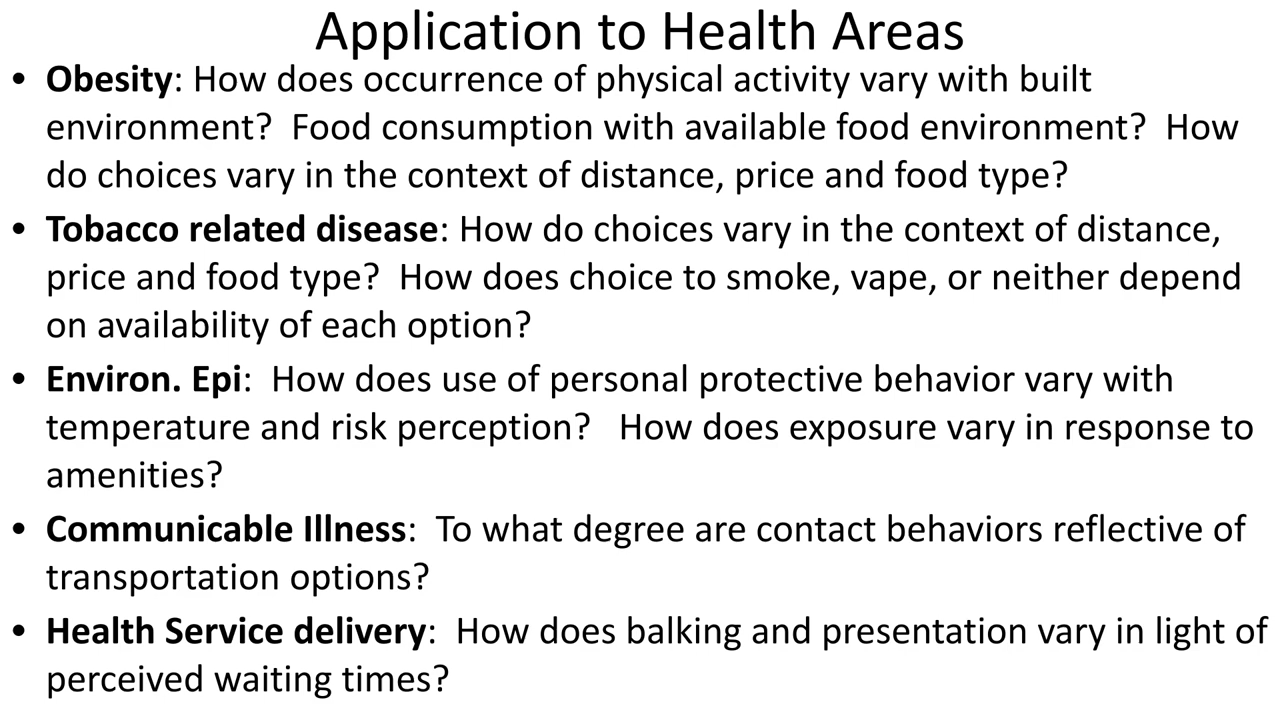 Application to Health Areas
• Obesity: How does occurrence of physical activity vary with built
environment?  Food consumption with available food environment?  How
do choices vary in the context of distance, price and food type?
• Tobacco related disease: How do choices vary in the context of distance,
price and food type?  How does choice to smoke, vape, or neither depend
on availability of each option?
• Environ. Epi:  How does use of personal protective behavior vary with
temperature and risk perception?   How does exposure vary in response to
amenities?
• Communicable Illness:  To what degree are contact behaviors reflective of
transportation options?
• Health Service delivery:  How does balking and presentation vary in light of
perceived waiting times?